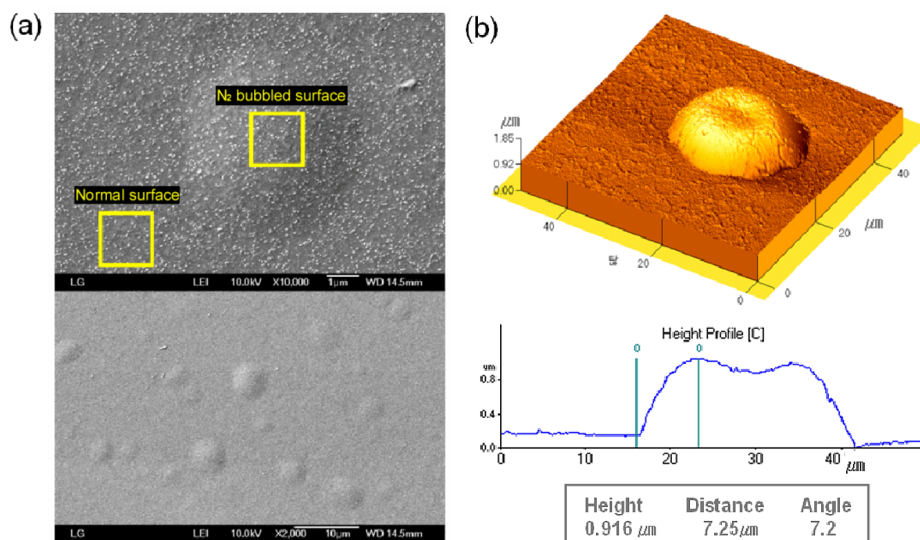 (a)
N₂ bubbled surface
Normal surface
LG LEI 10.0kV X10,000 1μm WD 14.5mm
LG LEI 10.0kV X2,000 10μm WD 14.5mm
(b)
μm
1.85
0.92
0.00
40
20
0
0
20
40
μm
Height Profile [C]
0 0
0.8
0.4
0.0
0 10 20 30 40 μm
Height Distance Angle
0.916 μm 7.25μm 7.2